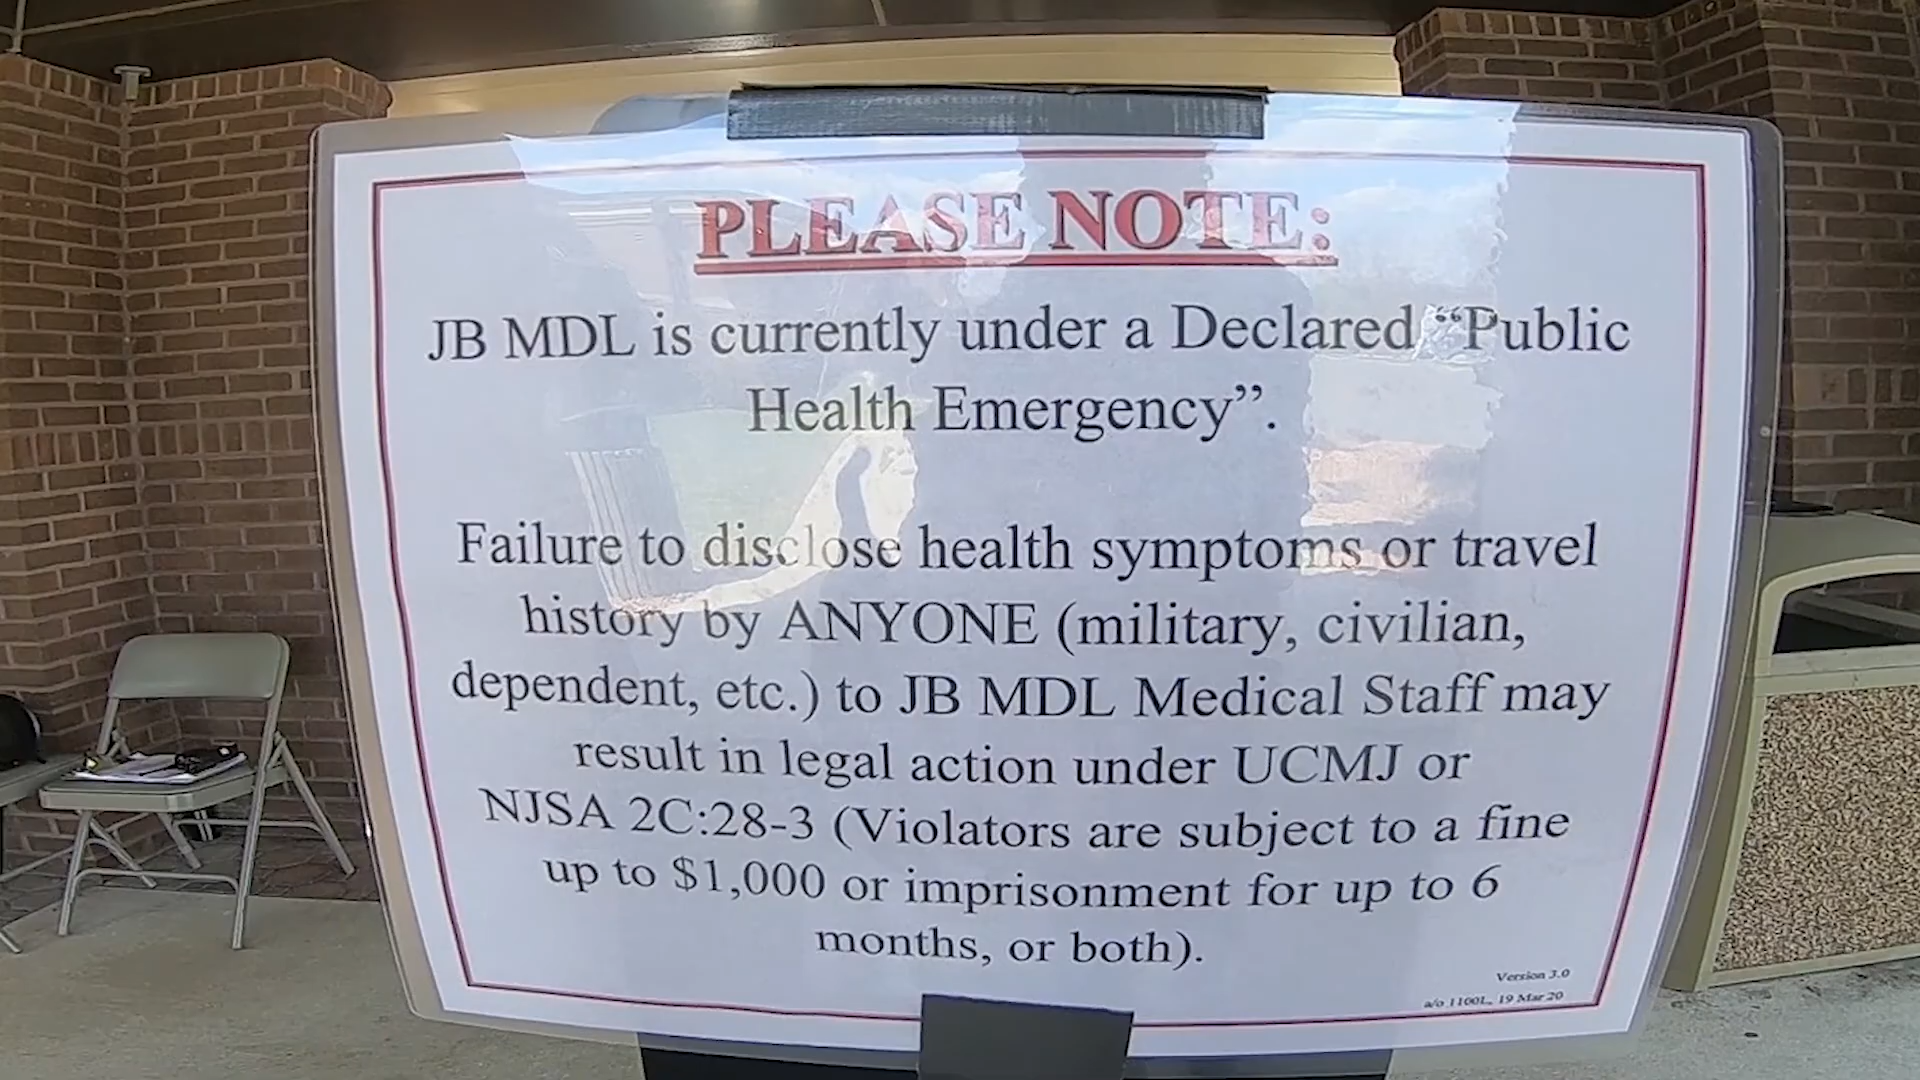 PLEASE NOTE:
JB MDL is currently under a Declared “Public
Health Emergency”.
Failure to disclose health symptoms or travel
history by ANYONE (military, civilian,
dependent, etc.) to JB MDL Medical Staff may
result in legal action under UCMJ or
NJSA 2C:28-3 (Violators are subject to a fine
up to $1,000 or imprisonment for up to 6
months, or both).
Version 3.0
a/o 1100L, 19 Mar 20